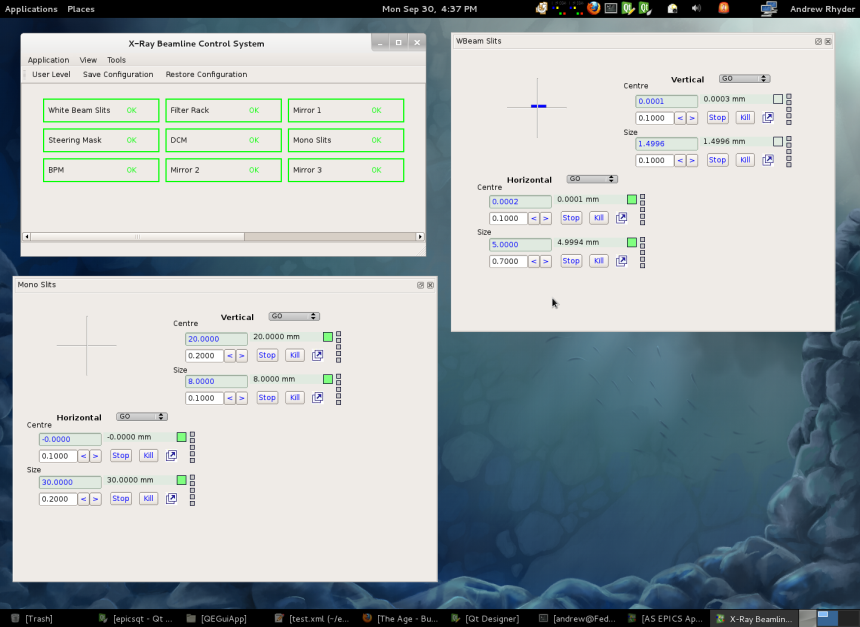 Applications Places Mon Sep 30, 4:37 PM Andrew Rhyder
X-Ray Beamline Control System
Application View Tools
User Level Save Configuration Restore Configuration
White Beam Slits OK Filter Rack OK Mirror 1 OK
Steering Mask OK DCM OK Mono Slits OK
BPM OK Mirror 2 OK Mirror 3 OK
WBeam Slits
Vertical GO
Centre
0.0001 0.0003 mm
0.1000 < > Stop Kill
Size
1.4996 1.4996 mm
0.1000 < > Stop Kill
Horizontal GO
Centre
0.0002 0.0001 mm
0.1000 < > Stop Kill
Size
5.0000 4.9994 mm
0.7000 < > Stop Kill
Mono Slits
Vertical GO
Centre
20.0000 20.0000 mm
0.2000 < > Stop Kill
Size
8.0000 8.0000 mm
0.1000 < > Stop Kill
Horizontal GO
Centre
-0.0000 -0.0000 mm
0.1000 < > Stop Kill
Size
30.0000 30.0000 mm
0.2000 < > Stop Kill
[Trash] [epicsqt - Qt ... [QEGuiApp] [test.xml (~/e... [The Age - Bu... [Qt Designer] [andrew@Fed... [AS EPICS Ap... X-Ray Beamlin...